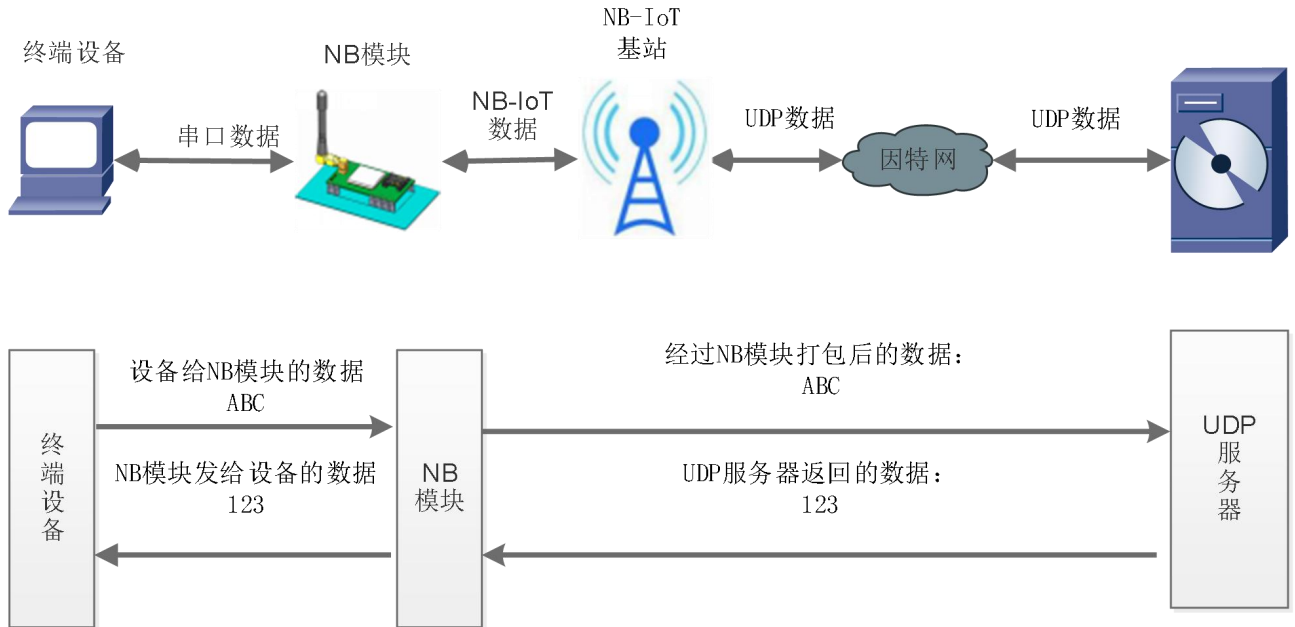 NB-IoT
基站
终端设备
NB模块
NB-IoT
数据
串口数据
UDP数据
UDP数据
因特网
设备给NB模块的数据
ABC
经过NB模块打包后的数据：
ABC
NB模块发给设备的数据
123
UDP服务器返回的数据：
123
终
端
设
备
NB
模块
UDP
服
务
器